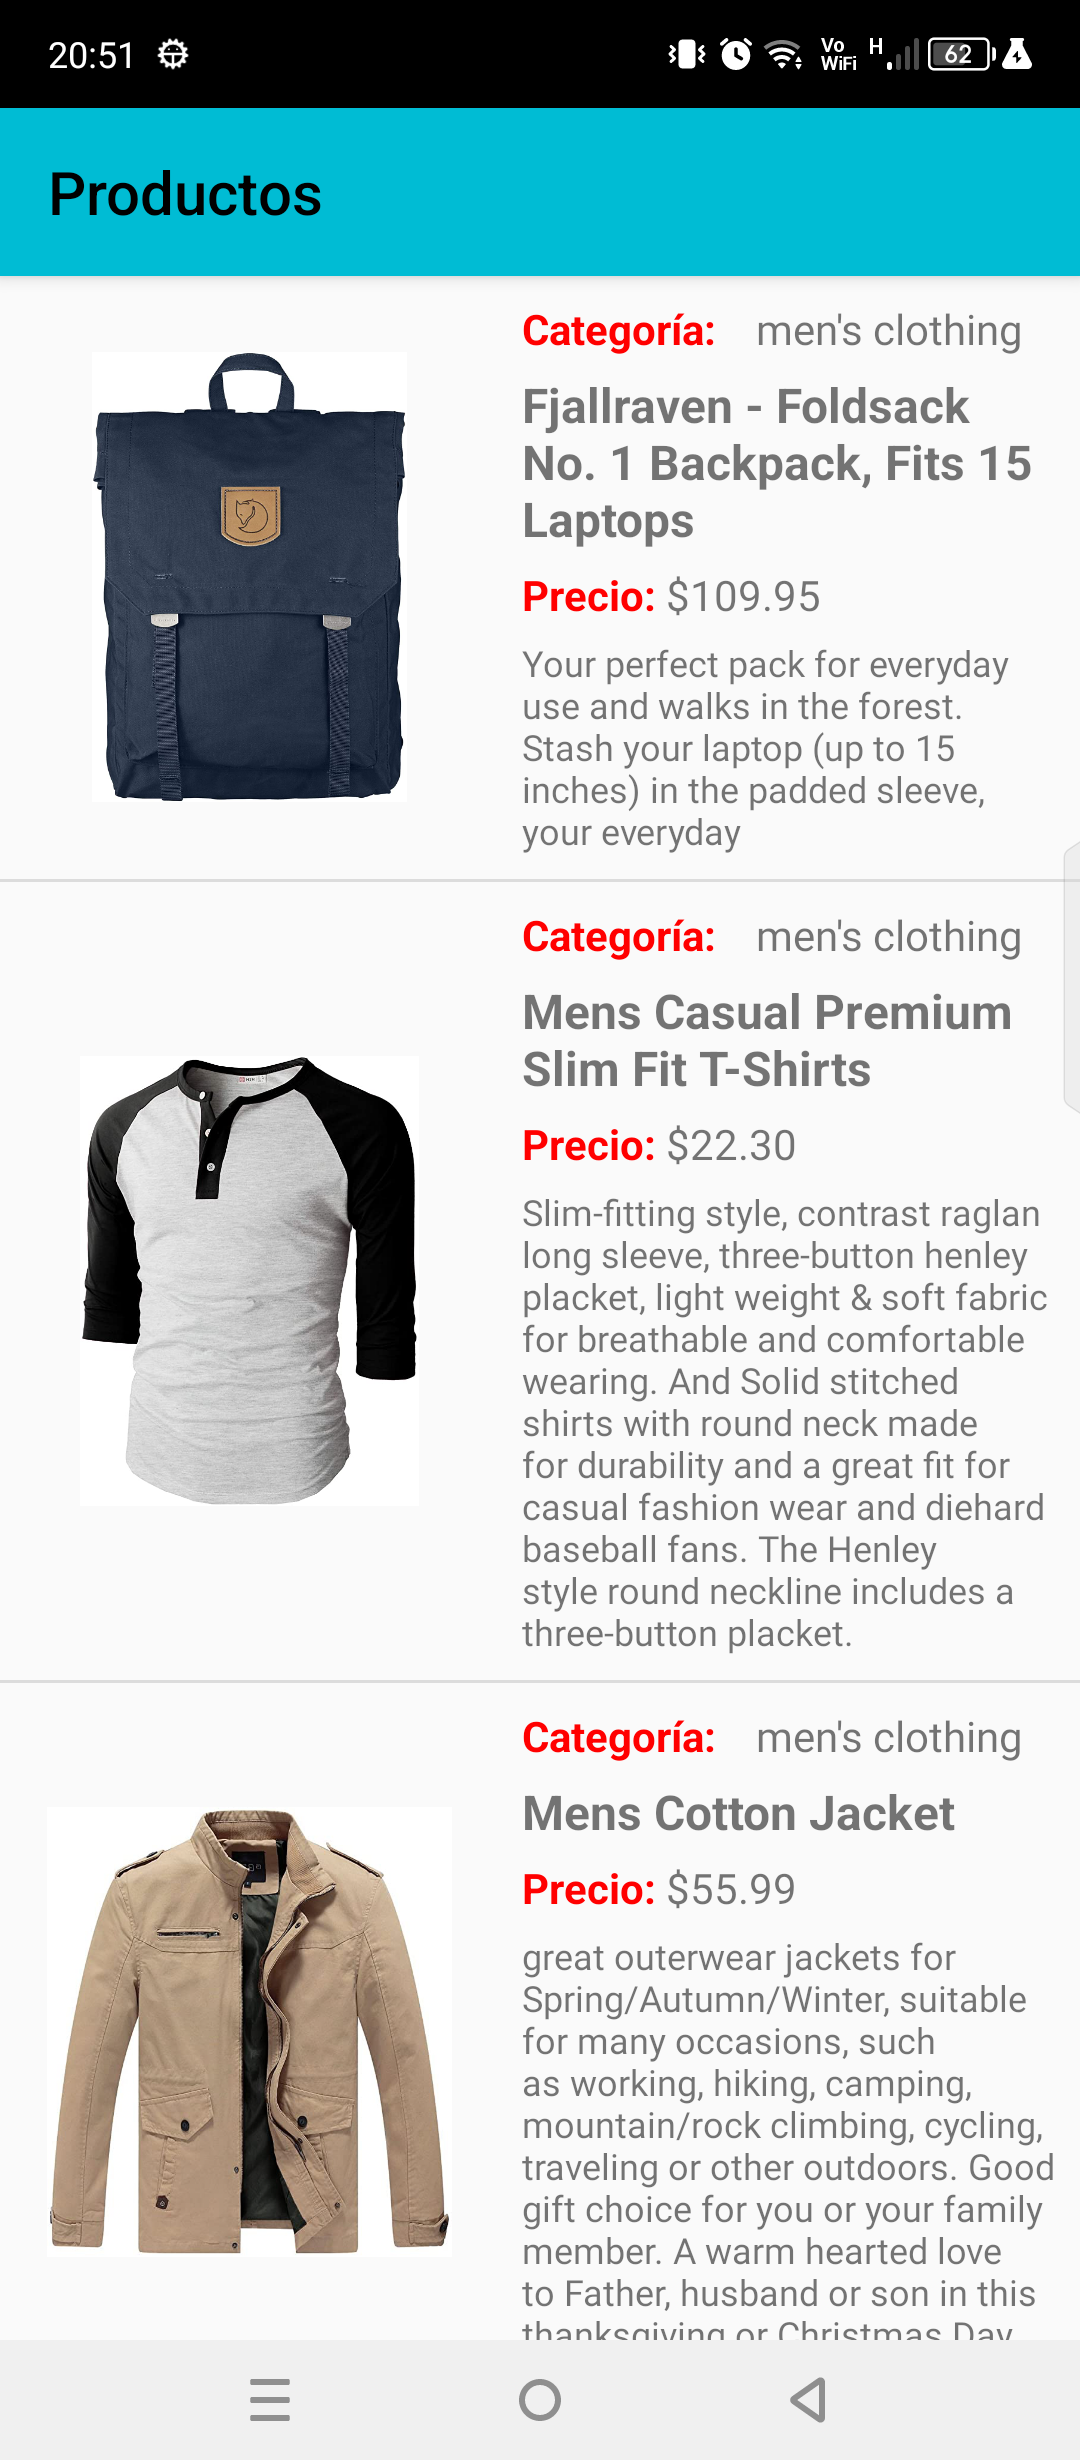 20:51
Vo
WiFi
H
62
Productos
Categoría: men's clothing
Fjallraven - Foldsack
No. 1 Backpack, Fits 15
Laptops
Precio: $109.95
Your perfect pack for everyday
use and walks in the forest.
Stash your laptop (up to 15
inches) in the padded sleeve,
your everyday
Categoría: men's clothing
Mens Casual Premium
Slim Fit T-Shirts
Precio: $22.30
Slim-fitting style, contrast raglan
long sleeve, three-button henley
placket, light weight & soft fabric
for breathable and comfortable
wearing. And Solid stitched
shirts with round neck made
for durability and a great fit for
casual fashion wear and diehard
baseball fans. The Henley
style round neckline includes a
three-button placket.
Categoría: men's clothing
Mens Cotton Jacket
Precio: $55.99
great outerwear jackets for
Spring/Autumn/Winter, suitable
for many occasions, such
as working, hiking, camping,
mountain/rock climbing, cycling,
traveling or other outdoors. Good
gift choice for you or your family
member. A warm hearted love
to Father, husband or son in this
thanksgiving or Christmas Day